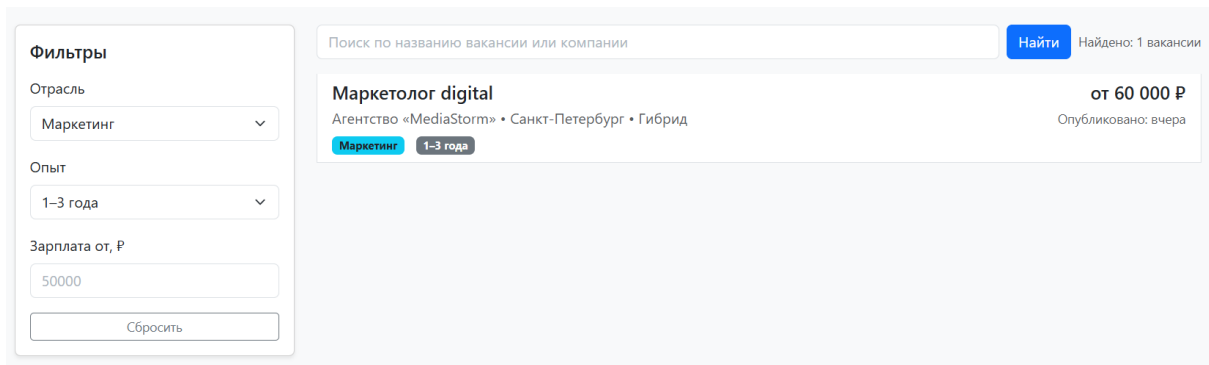 Фильтры
Отрасль
Маркетинг
Опыт
1–3 года
Зарплата от, ₽
50000
Сбросить
Поиск по названию вакансии или компании
Найти
Найдено: 1 вакансии
Маркетолог digital
от 60 000 ₽
Агентство «MediaStorm» • Санкт-Петербург • Гибрид
Опубликовано: вчера
Маркетинг 1–3 года